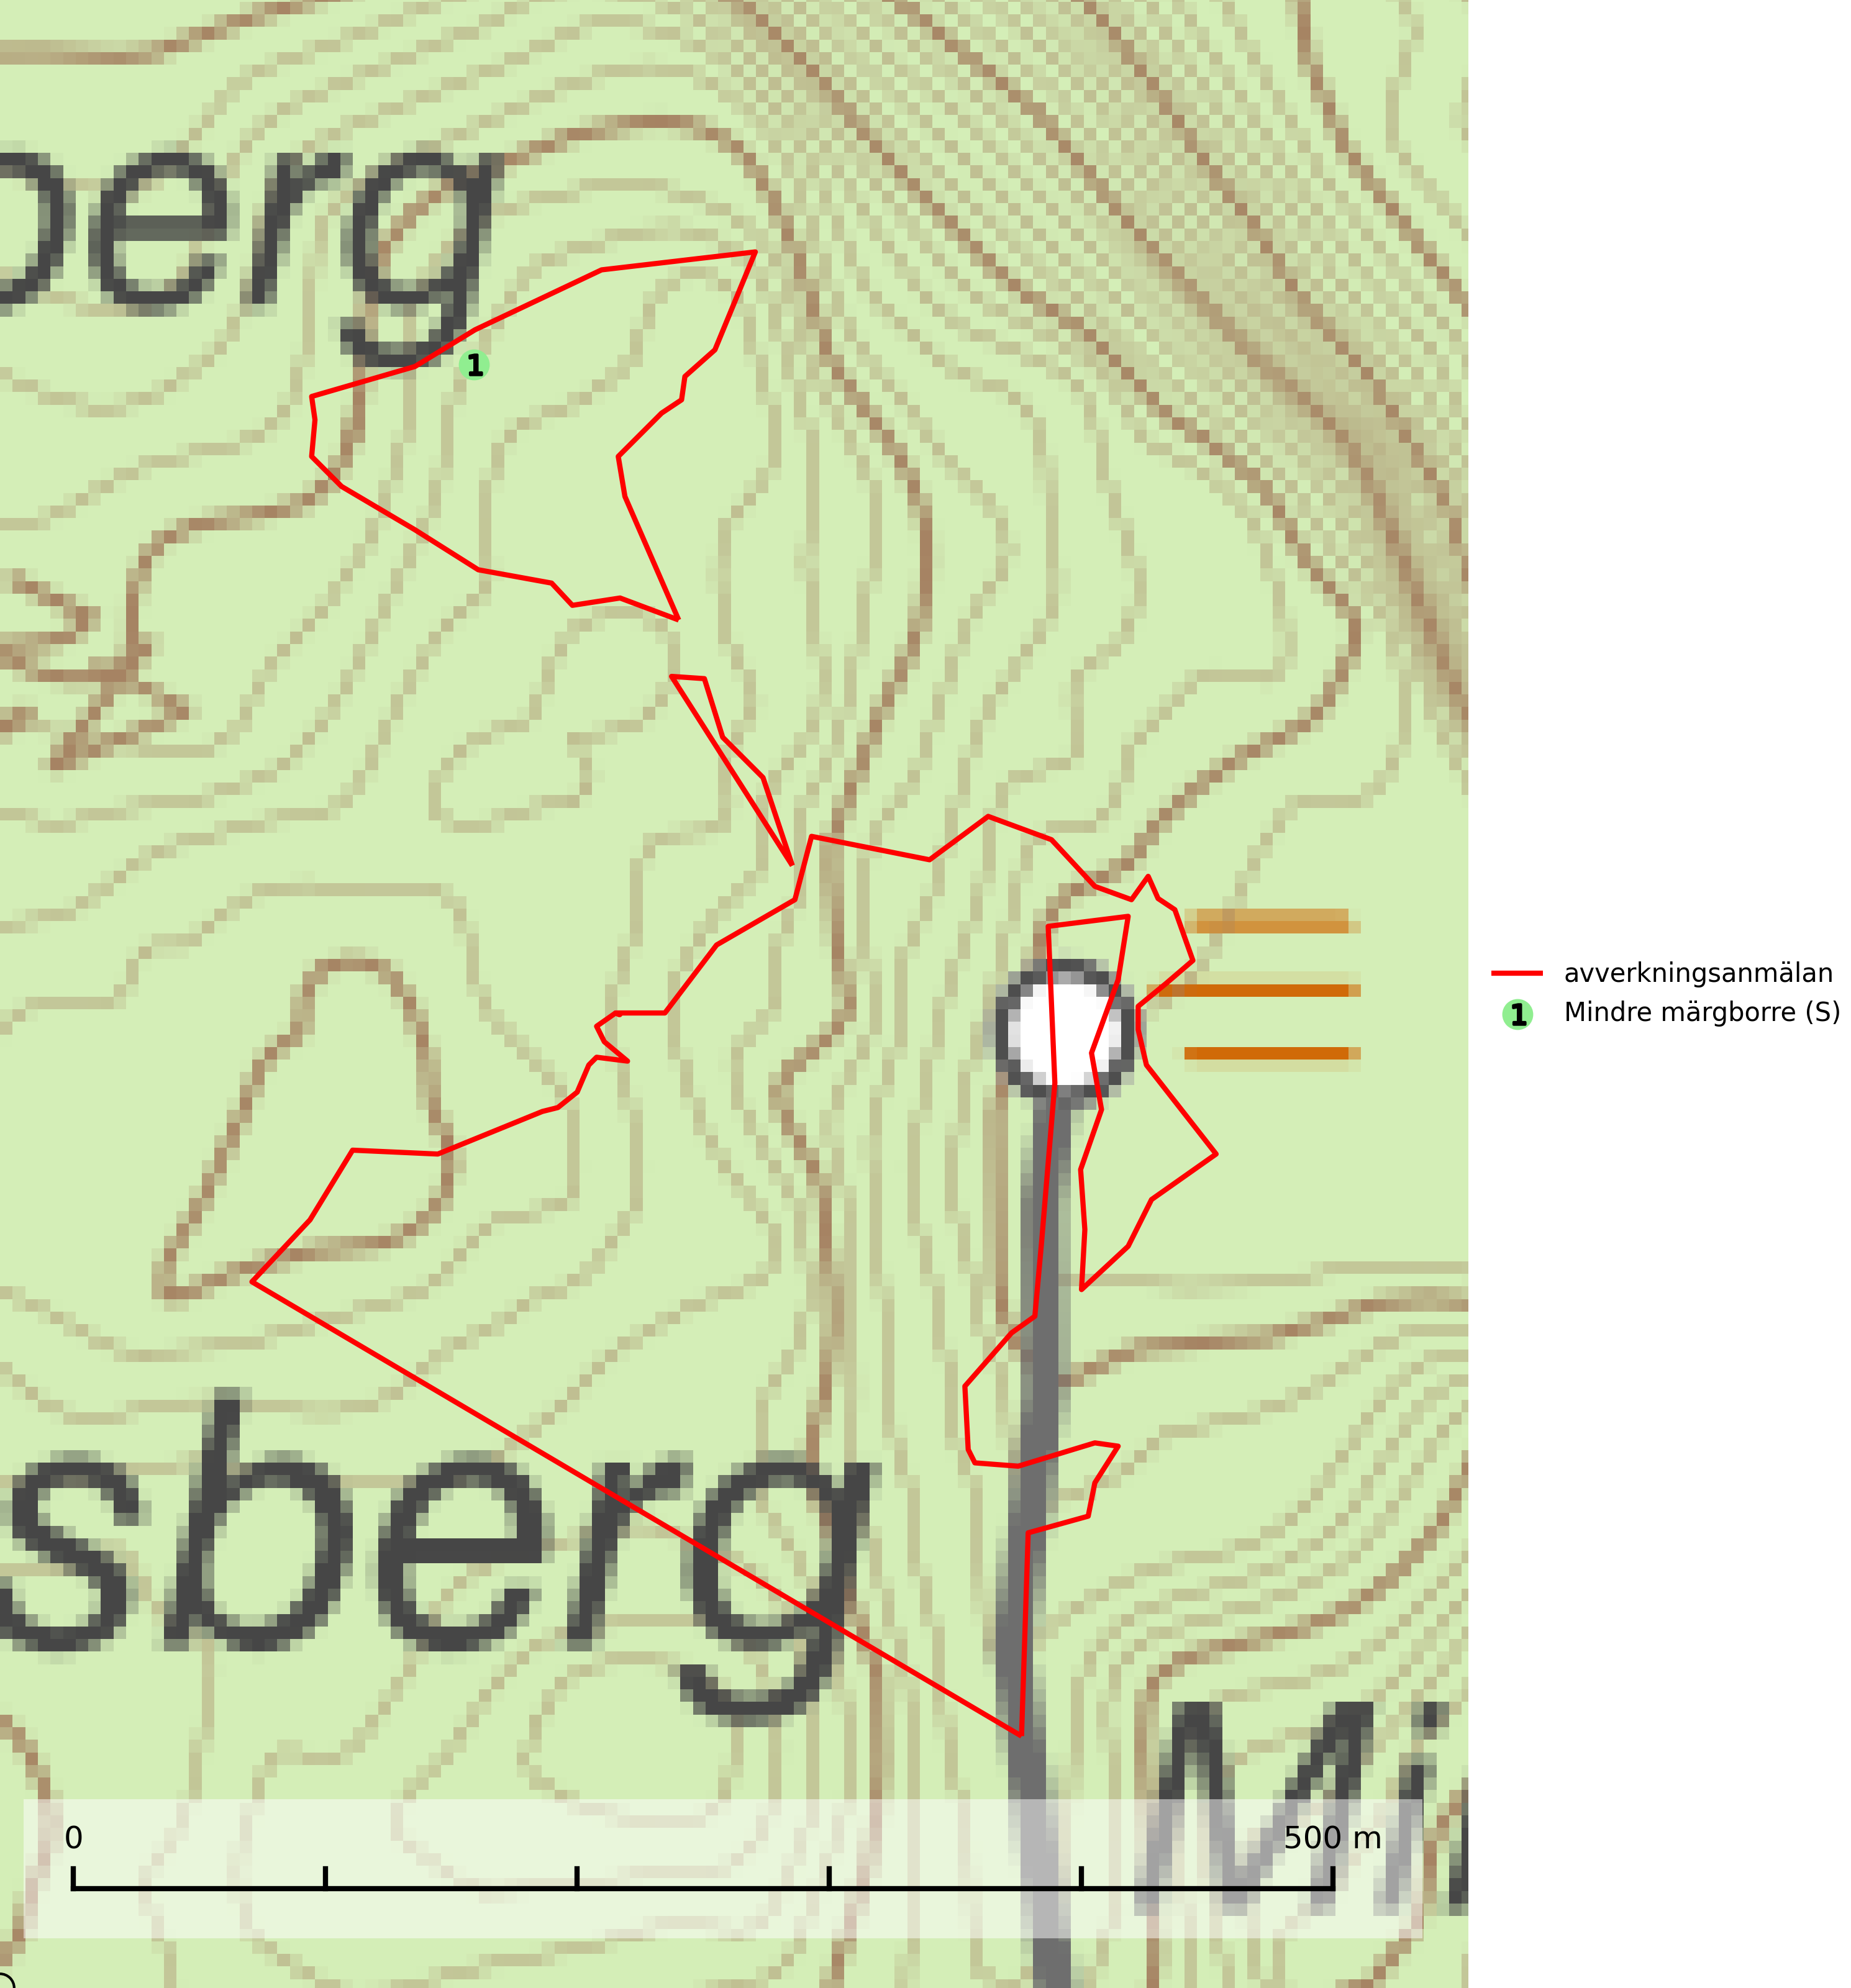 berg
1
avverkningsanmälan
1 Mindre märgborre (S)
sberg
Mi
0 500 m